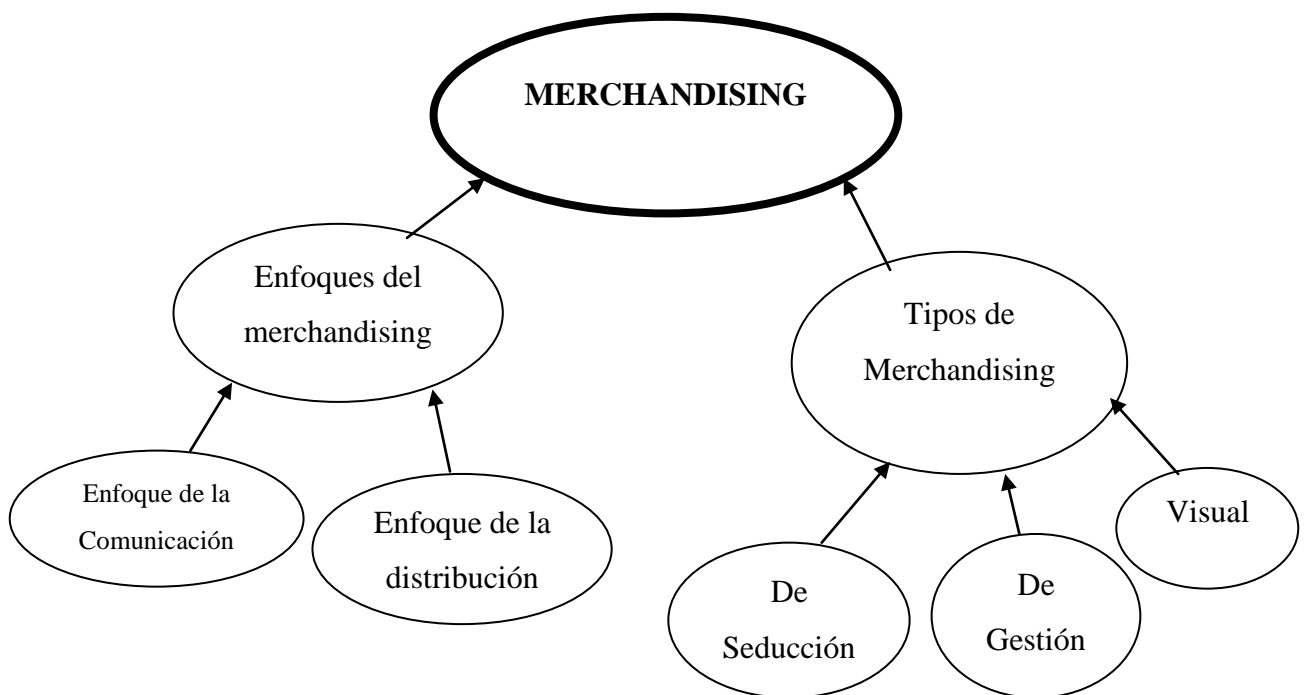 MERCHANDISING
Enfoques del
merchandising
Tipos de
Merchandising
Enfoque de la
Comunicación
Enfoque de la
distribución
De
Seducción
De
Gestión
Visual